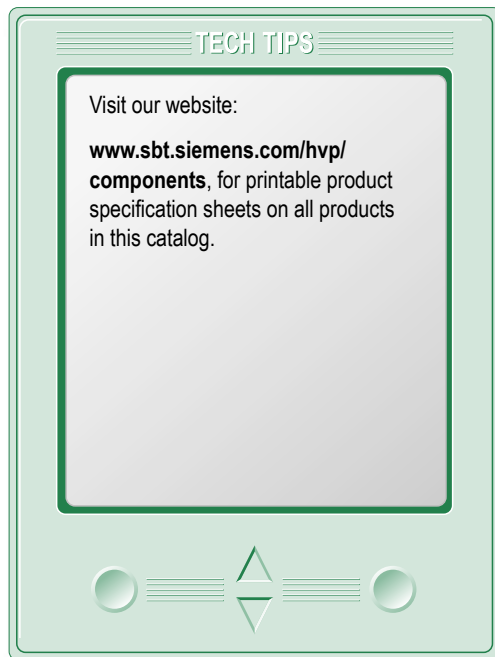 TECH TIPS
Visit our website:
www.sbt.siemens.com/hvp/
components, for printable product
specification sheets on all products
in this catalog.